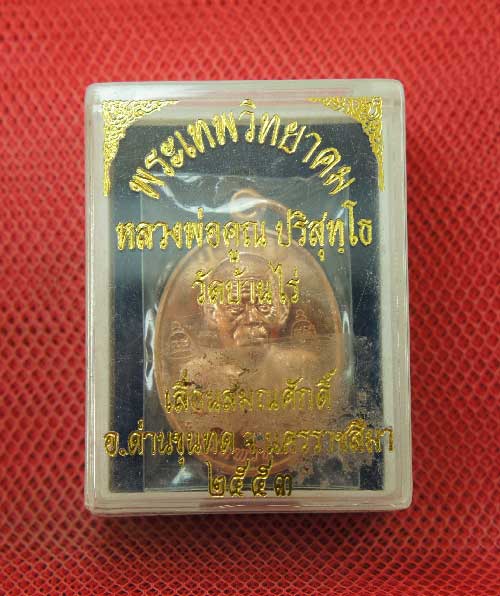 พระเทพวิทยาคม
หลวงพ่อคูณ ปริสุทฺโธ
วัดบ้านไร่
เลื่อนสมณศักดิ์
อ.ด่านขุนทด จ.นครราชสีมา
๒๕๕๓